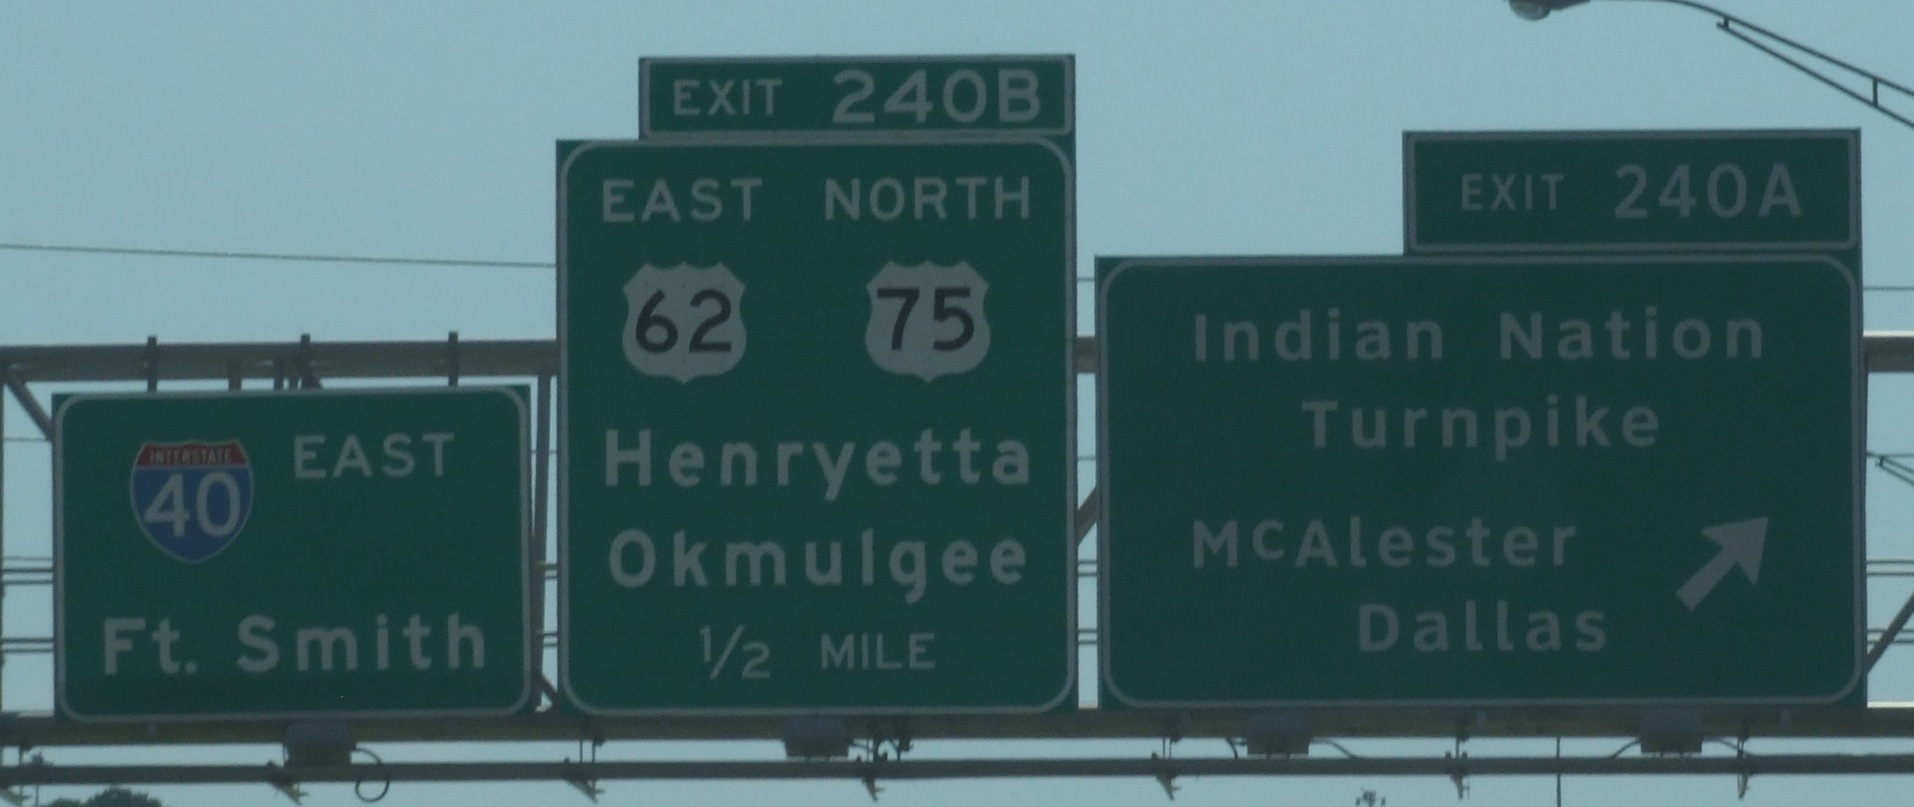 INTERSTATE
40
EAST
Ft. Smith
EXIT 240B
EAST NORTH
62 75
Henryetta
Okmulgee
1/2 MILE
EXIT 240A
Indian Nation
Turnpike
McAlester
Dallas